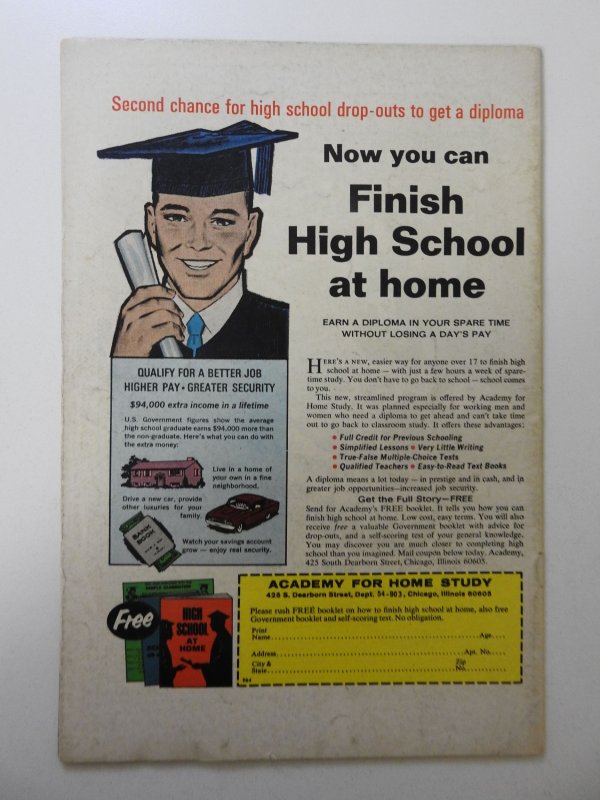 Second chance for high school drop-outs to get a diploma
Now you can
Finish
High School
at home
EARN A DIPLOMA IN YOUR SPARE TIME
WITHOUT LOSING A DAY'S PAY
QUALIFY FOR A BETTER JOB
HIGHER PAY • GREATER SECURITY
$94,000 extra income in a lifetime
U.S. Government figures show the average
high school graduate earns $94,000 more than
the non-graduate. Here's what you can do with
the extra money:
Live in a home of
your own in a fine
neighborhood.
Drive a new car, provide
other luxuries for your
family.
BANK
BOOK
Watch your savings account
grow — enjoy real security.
HERE'S A NEW, easier way for anyone over 17 to finish high
school at home — with just a few hours a week of spare-
time study. You don't have to go back to school — school comes
to you.
This new, streamlined program is offered by Academy for
Home Study. It was planned especially for working men and
women who need a diploma to get ahead and can't take time
out to go back to classroom study. It offers these advantages:
• Full Credit for Previous Schooling
• Simplified Lessons • Very Little Writing
• True-False Multiple-Choice Tests
• Qualified Teachers • Easy-to-Read Text Books
A diploma means a lot today — in prestige and in cash, and in
greater job opportunities—increased job security.
Get the Full Story—FREE
Send for Academy's FREE booklet. It tells you how you can
finish high school at home. Low cost, easy terms. You will also
receive free a valuable Government booklet with advice for
drop-outs, and a self-scoring test of your general knowledge.
You may discover you are much closer to completing high
school than you imagined. Mail coupon below today. Academy,
425 South Dearborn Street, Chicago, Illinois 60605.
Free
HIGH
SCHOOL
AT
HOME
ACADEMY FOR HOME STUDY
425 S. Dearborn Street, Dept. 54-903, Chicago, Illinois 60605
Please rush FREE booklet on how to finish high school at home, also free
Government booklet and self-scoring test. No obligation.
Print
Name Age
Address Apt. No.
City & Zip
State No.